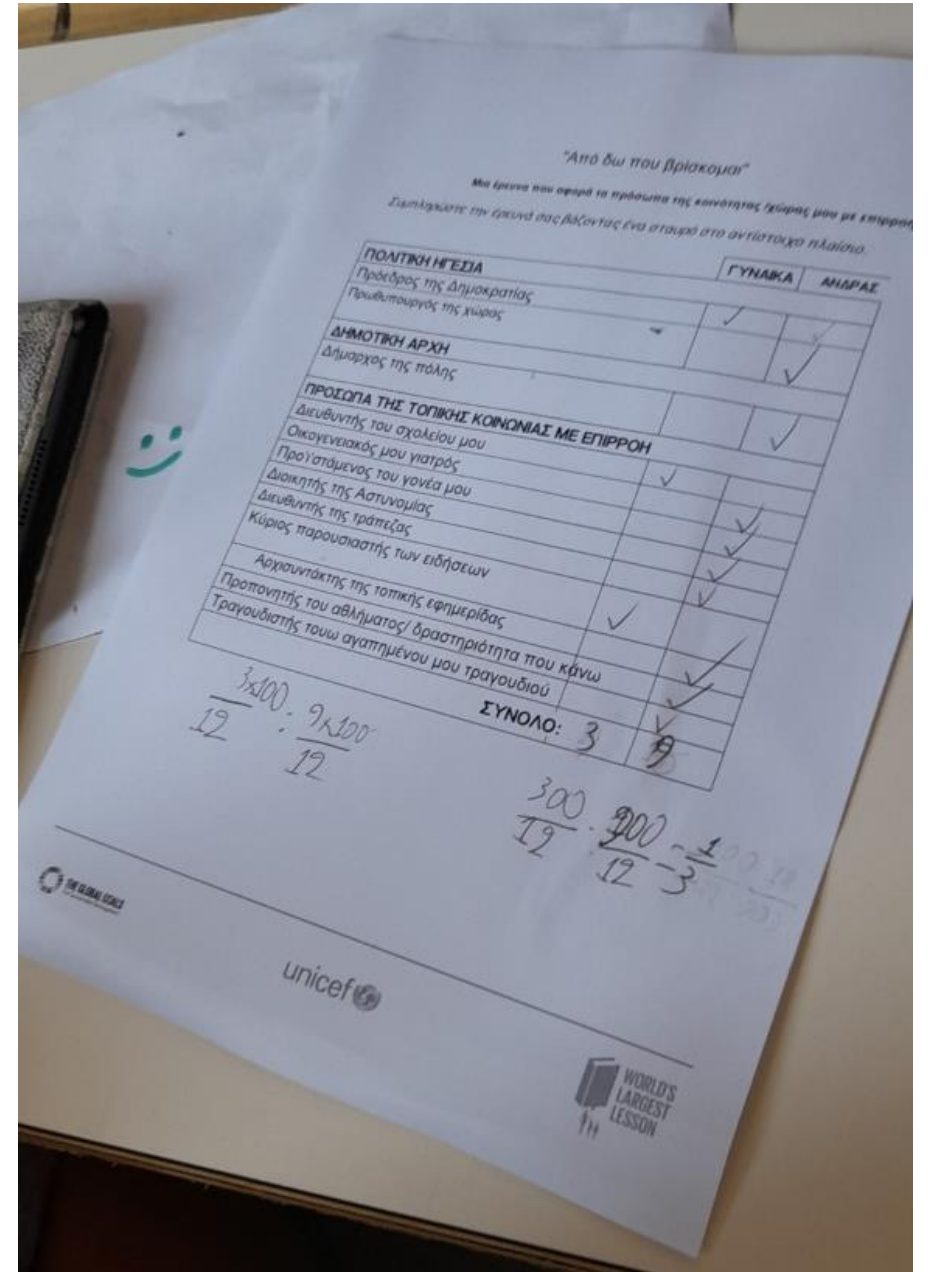 "Από δω που βρίσκομαι"
Μια έρευνα που αφορά τα πρόσωπα της κοινότητας /χώρας μου με επιρροή
Συμπληρώστε την έρευνά σας βάζοντας ένα σταυρό στο αντίστοιχο πλαίσιο.
ΓΥΝΑΙΚΑ ΑΝΔΡΑΣ
ΠΟΛΙΤΙΚΗ ΗΓΕΣΙΑ
Πρόεδρος της Δημοκρατίας ✓
Πρωθυπουργός της χώρας ✓
ΔΗΜΟΤΙΚΗ ΑΡΧΗ
Δήμαρχος της πόλης ✓
ΠΡΟΣΩΠΑ ΤΗΣ ΤΟΠΙΚΗΣ ΚΟΙΝΩΝΙΑΣ ΜΕ ΕΠΙΡΡΟΗ
Διευθυντής του σχολείου μου ✓
Οικογενειακός μου γιατρός ✓
Προϊστάμενος του γονέα μου ✓
Διοικητής της Αστυνομίας ✓
Διευθυντής της τράπεζας ✓
Κύριος παρουσιαστής των ειδήσεων ✓
Αρχισυντάκτης της τοπικής εφημερίδας ✓
Προπονητής του αθλήματος/ δραστηριότητα που κάνω ✓
Τραγουδιστής τουω αγαπημένου μου τραγουδιού ✓
ΣΥΝΟΛΟ: 3 9
3x100 : 9x100
12 12
300 : 900 = 1
12 12 3
THE GLOBAL GOALS
unicef
WORLD'S
LARGEST
LESSON